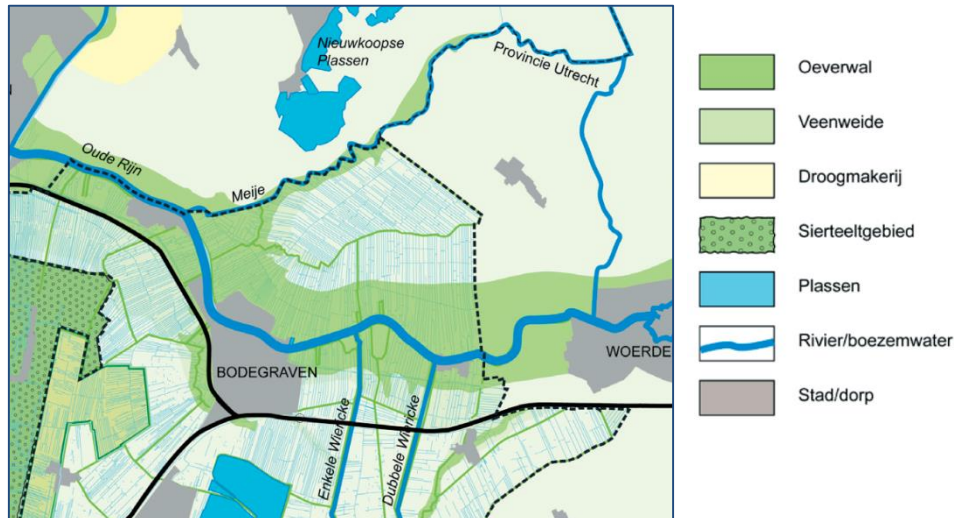 Nieuwkoopse
Plassen
Provincie Utrecht
Oude Rijn
Meije
BODEGRAVEN
WOERDE
Enkele Wiericke
Dubbele Wiericke
Oeverwal
Veenweide
Droogmakerij
Sierteeltgebied
Plassen
Rivier/boezemwater
Stad/dorp